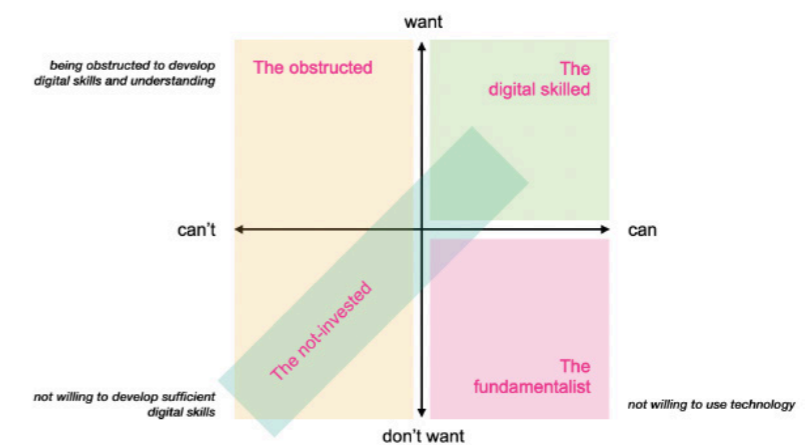 want
being obstructed to develop
digital skills and understanding
The obstructed
The
digital skilled
can't
can
The not-invested
The
fundamentalist
not willing to develop sufficient
digital skills
not willing to use technology
don't want